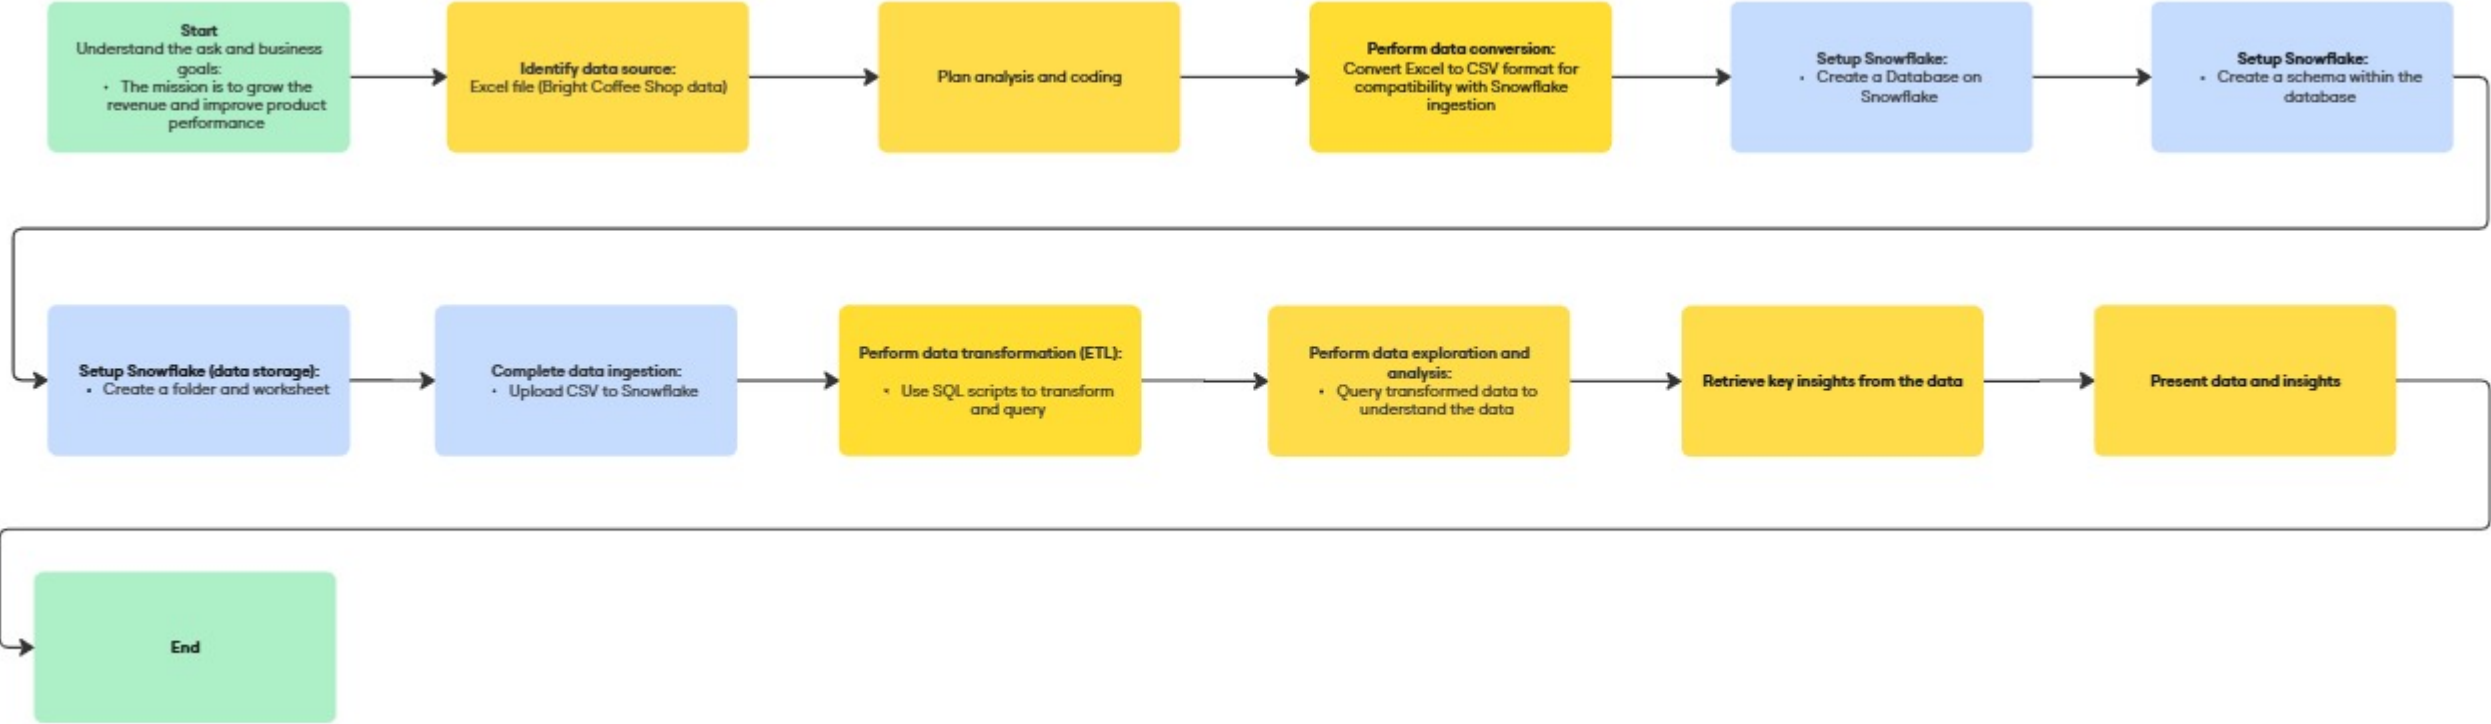 Start
Understand the ask and business
goals:
• The mission is to grow the
revenue and improve product
performance
Identify data source:
Excel file (Bright Coffee Shop data)
Plan analysis and coding
Perform data conversion:
Convert Excel to CSV format for
compatibility with Snowflake
ingestion
Setup Snowflake:
• Create a Database on
Snowflake
Setup Snowflake:
• Create a schema within the
database
Setup Snowflake (data storage):
• Create a folder and worksheet
Complete data ingestion:
• Upload CSV to Snowflake
Perform data transformation (ETL):
• Use SQL scripts to transform
and query
Perform data exploration and
analysis:
• Query transformed data to
understand the data
Retrieve key insights from the data
Present data and insights
End